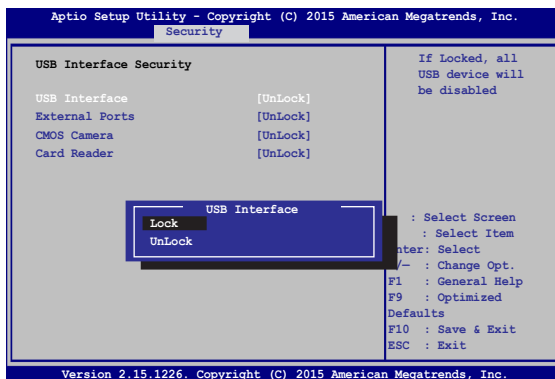 Aptio Setup Utility - Copyright (C) 2015 American Megatrends, Inc.
Security
USB Interface Security
USB Interface [UnLock]
External Ports [UnLock]
CMOS Camera [UnLock]
Card Reader [UnLock]
If Locked, all
USB device will
be disabled
USB Interface
Lock
UnLock
: Select Screen
: Select Item
nter: Select
/— : Change Opt.
F1 : General Help
F9 : Optimized
Defaults
F10 : Save & Exit
ESC : Exit
Version 2.15.1226. Copyright (C) 2015 American Megatrends, Inc.